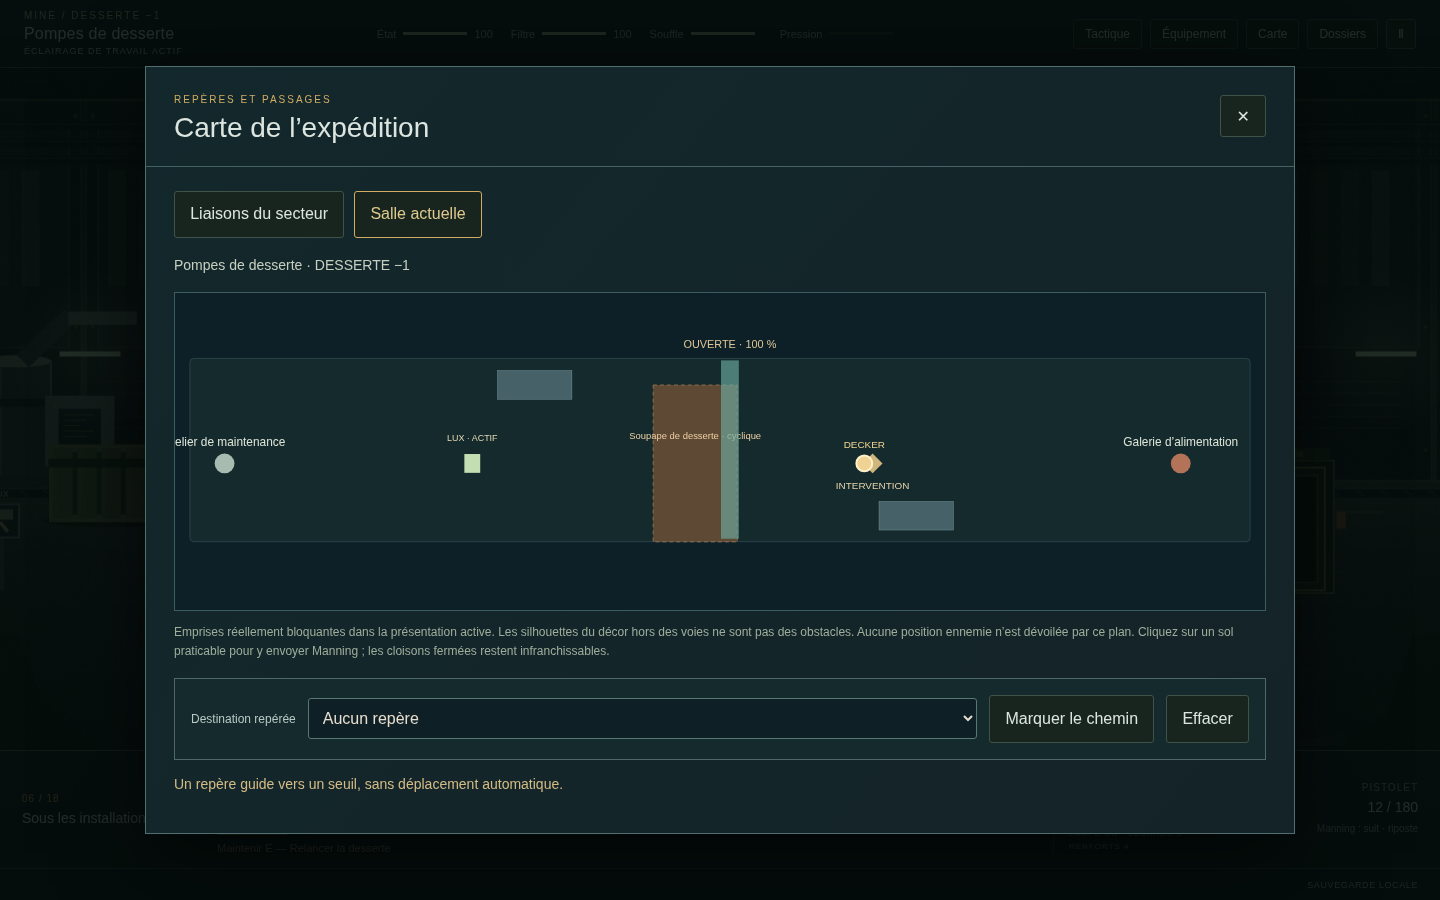 MINE / DESSERTE −1
Pompes de desserte
ÉCLAIRAGE DE TRAVAIL ACTIF
État 100 Filtre 100 Souffle Pression
Tactique Équipement Carte Dossiers II
REPÈRES ET PASSAGES
Carte de l’expédition
✕
Liaisons du secteur Salle actuelle
Pompes de desserte · DESSERTE −1
OUVERTE · 100 %
elier de maintenance
LUX · ACTIF
Soupape de desserte · cyclique
DECKER
Galerie d’alimentation
INTERVENTION
Emprises réellement bloquantes dans la présentation active. Les silhouettes du décor hors des voies ne sont pas des obstacles. Aucune position ennemie n’est dévoilée par ce plan. Cliquez sur un sol
praticable pour y envoyer Manning ; les cloisons fermées restent infranchissables.
Destination repérée Aucun repère Marquer le chemin Effacer
Un repère guide vers un seuil, sans déplacement automatique.
06 / 18
Sous les installation
Maintenir E — Relancer la desserte
PISTOLET
12 / 180
Manning : suit · riposte
SAUVEGARDE LOCALE